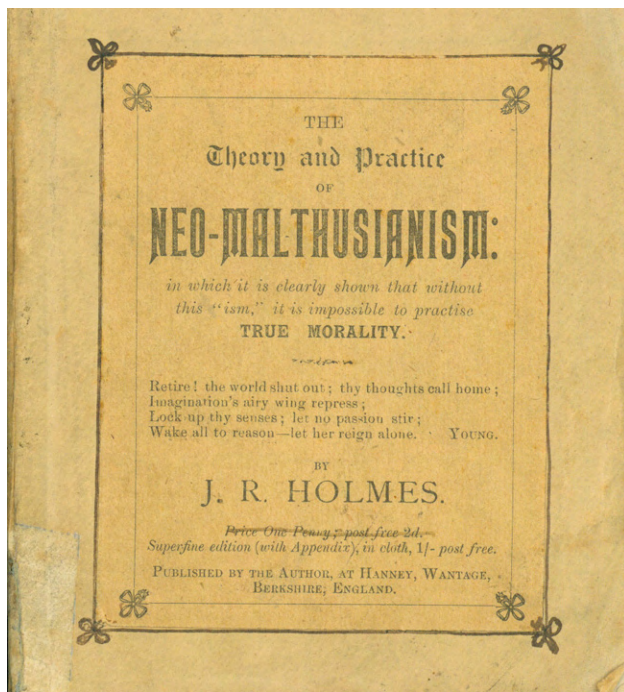 THE
Theory and Practice
OF
NEO-MALTHUSIANISM:
in which it is clearly shown that without
this "ism," it is impossible to practise
TRUE MORALITY.
Retire! the world shut out; thy thoughts call home;
Imagination's airy wing repress;
Lock up thy senses; let no passion stir;
Wake all to reason—let her reign alone. YOUNG.
BY
J. R. HOLMES.
Price One Penny; post free 2d.
Superfine edition (with Appendix), in cloth, 1/- post free.
PUBLISHED BY THE AUTHOR, AT HANNEY, WANTAGE,
BERKSHIRE, ENGLAND.